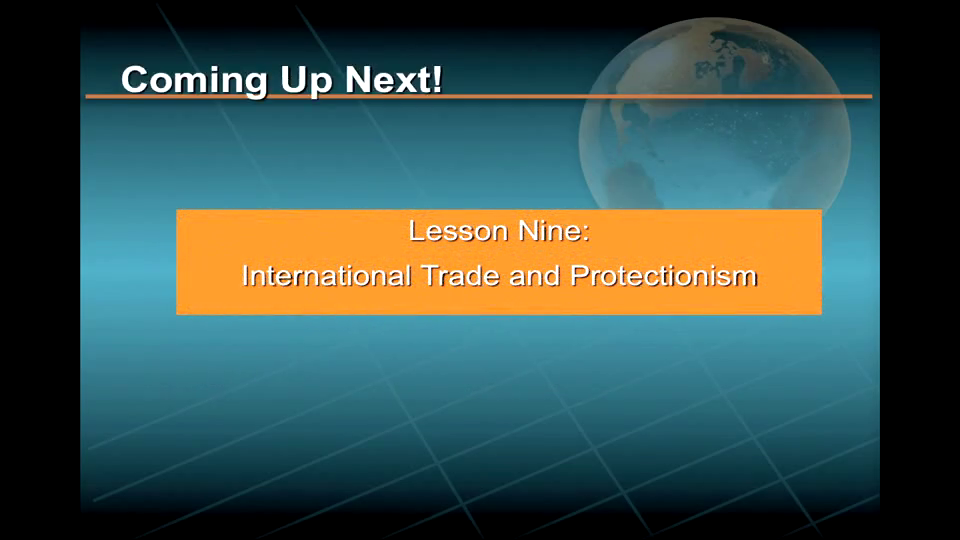 Coming Up Next!
Lesson Nine:
International Trade and Protectionism